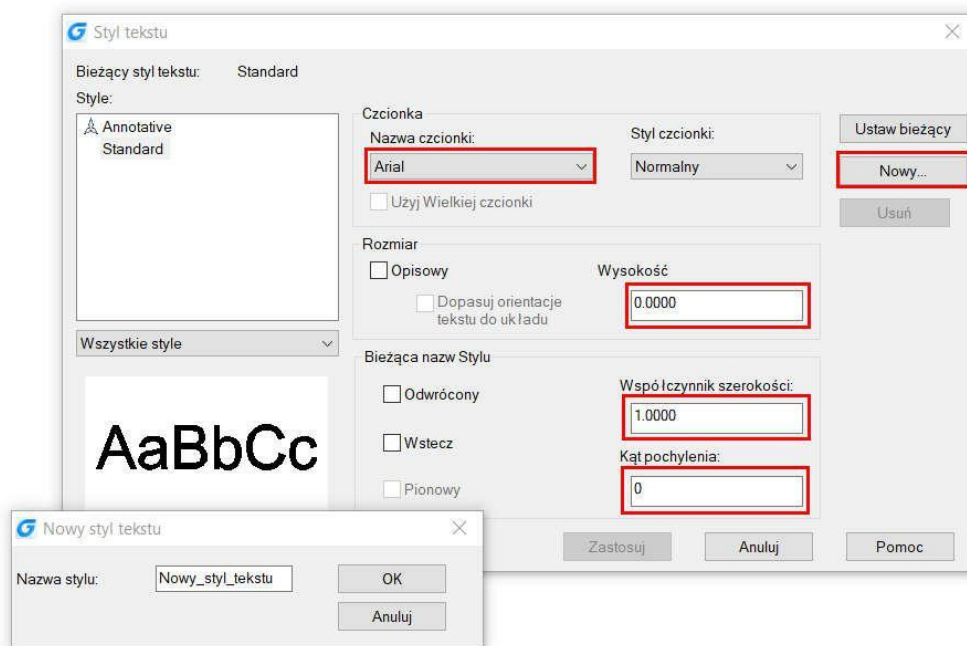 Styl tekstu
Bieżący styl tekstu: Standard
Style:
Annotative
Standard
Wszystkie style
AaBbCc
Czcionka
Nazwa czcionki: Styl czcionki:
Arial Normalny
Użyj Wielkiej czcionki
Rozmiar
Opisowy Wysokość
Dopasuj orientacje 0.0000
tekstu do układu
Bieżąca nazw Stylu
Odwrócony Współczynnik szerokości:
1.0000
Wstecz
Kąt pochylenia:
Pionowy 0
Ustaw bieżący
Nowy...
Usuń
Zastosuj Anuluj Pomoc
Nowy styl tekstu
Nazwa stylu: Nowy_styl_tekstu OK
Anuluj